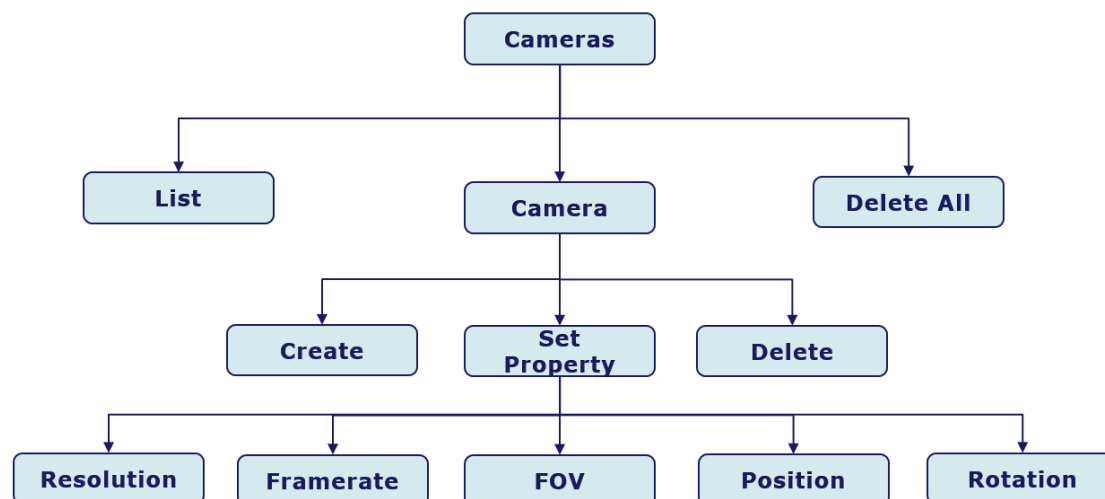 Cameras
List
Camera
Delete All
Create
Set
Property
Delete
Resolution
Framerate
FOV
Position
Rotation